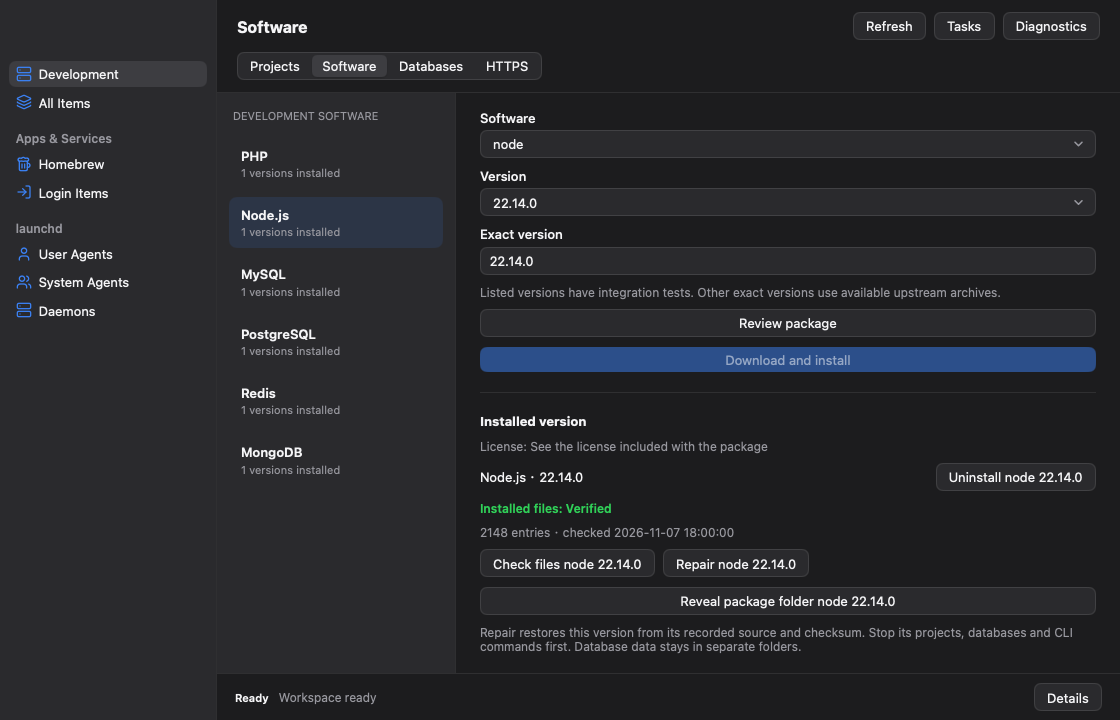 Software
Refresh
Tasks
Diagnostics
Projects
Software
Databases
HTTPS
Development
All Items
Apps & Services
Homebrew
Login Items
launchd
User Agents
System Agents
Daemons
DEVELOPMENT SOFTWARE
PHP
1 versions installed
Node.js
1 versions installed
MySQL
1 versions installed
PostgreSQL
1 versions installed
Redis
1 versions installed
MongoDB
1 versions installed
Software
node
Version
22.14.0
Exact version
22.14.0
Listed versions have integration tests. Other exact versions use available upstream archives.
Review package
Download and install
Installed version
License: See the license included with the package
Node.js · 22.14.0
Uninstall node 22.14.0
Installed files: Verified
2148 entries · checked 2026-11-07 18:00:00
Check files node 22.14.0
Repair node 22.14.0
Reveal package folder node 22.14.0
Repair restores this version from its recorded source and checksum. Stop its projects, databases and CLI
commands first. Database data stays in separate folders.
Ready
Workspace ready
Details